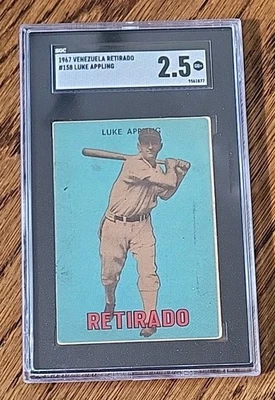 SGC
1967 VENEZUELA RETIRADO
#158 LUKE APPLING
2.5
LUKE APPLING
RETIRADO